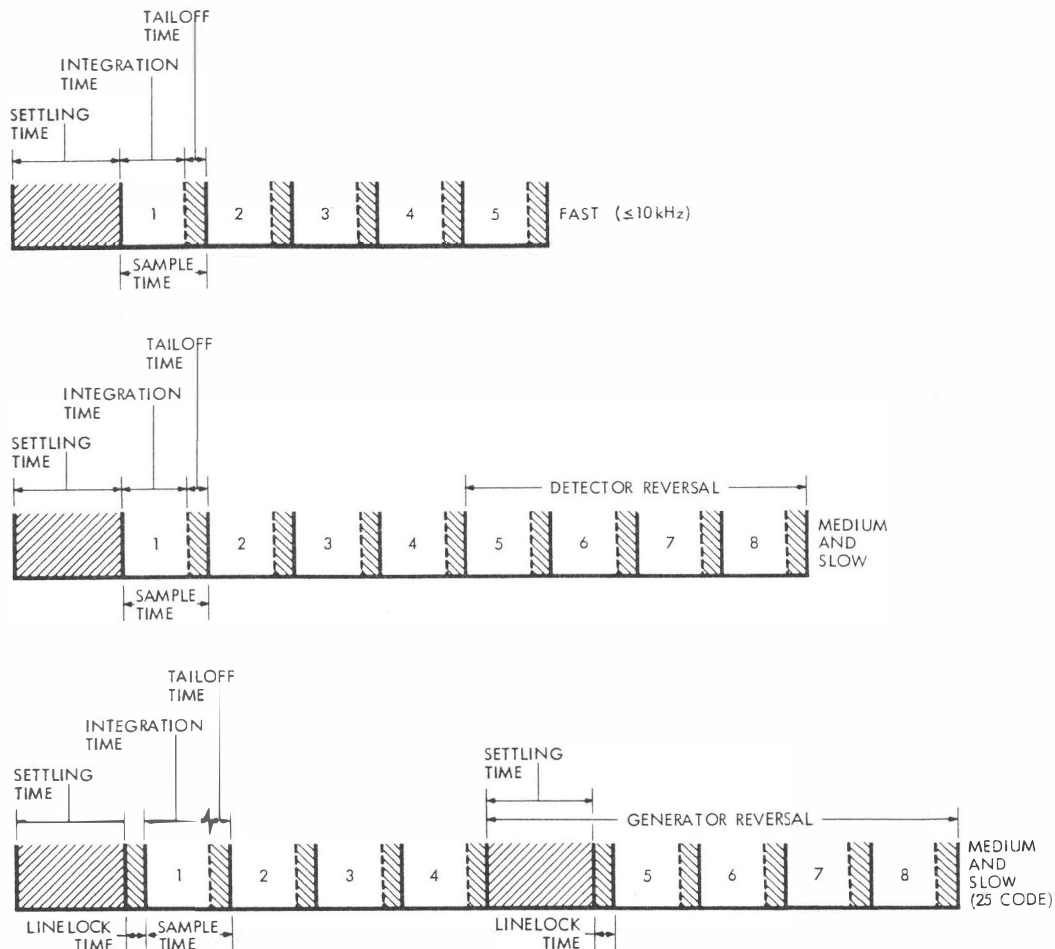 TAILOFF
TIME
INTEGRATION
TIME
SETTLING
TIME
1
2
3
4
5
FAST (≤10kHz)
SAMPLE
TIME
TAILOFF
TIME
INTEGRATION
TIME
SETTLING
TIME
DETECTOR REVERSAL
1
2
3
4
5
6
7
8
MEDIUM
AND
SLOW
SAMPLE
TIME
TAILOFF
TIME
INTEGRATION
TIME
SETTLING
TIME
SETTLING
TIME
GENERATOR REVERSAL
1
2
3
4
5
6
7
8
MEDIUM
AND
SLOW
(25 CODE)
LINELOCK
TIME
SAMPLE
TIME
LINELOCK
TIME